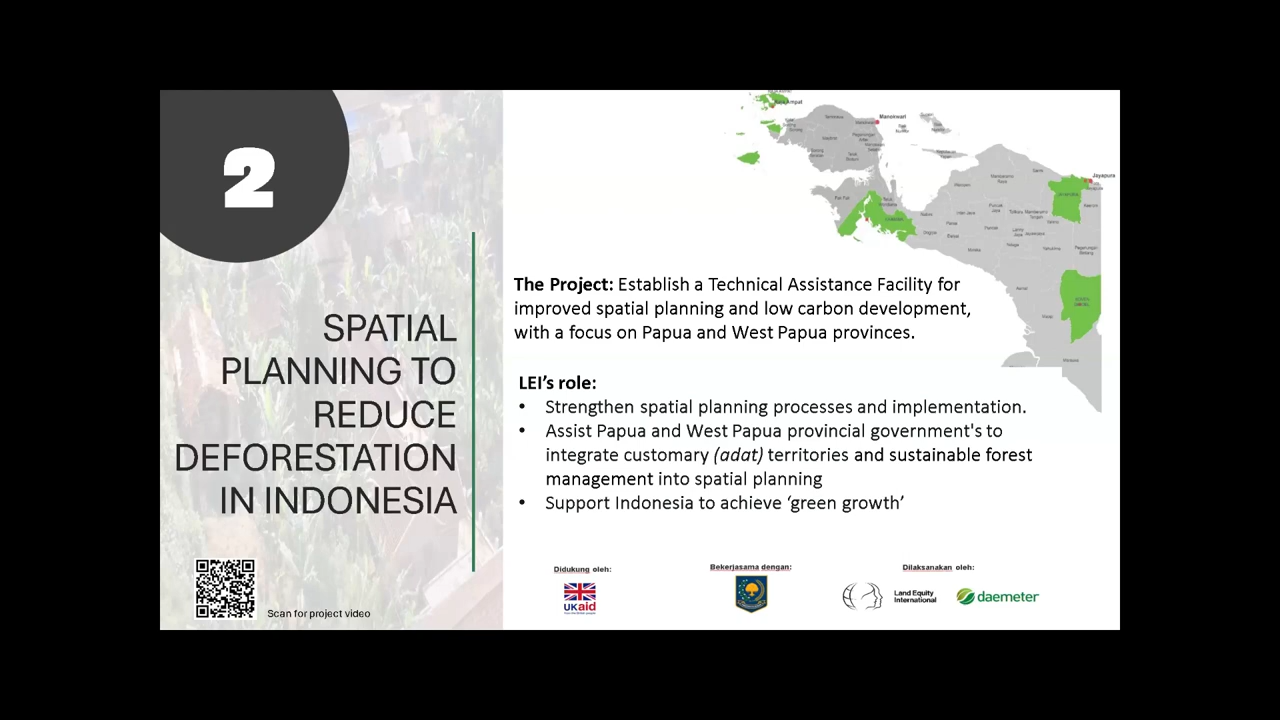 2
SPATIAL
PLANNING TO
REDUCE
DEFORESTATION
IN INDONESIA
Scan for project video
Manokwari
Jayapura
The Project: Establish a Technical Assistance Facility for
improved spatial planning and low carbon development,
with a focus on Papua and West Papua provinces.
LEI's role:
• Strengthen spatial planning processes and implementation.
• Assist Papua and West Papua provincial government's to
integrate customary (adat) territories and sustainable forest
management into spatial planning
• Support Indonesia to achieve ‘green growth’
Didukung oleh:
UKaid
Bekerjasama dengan:
Dilaksanakan oleh:
Land Equity
International
daemeter